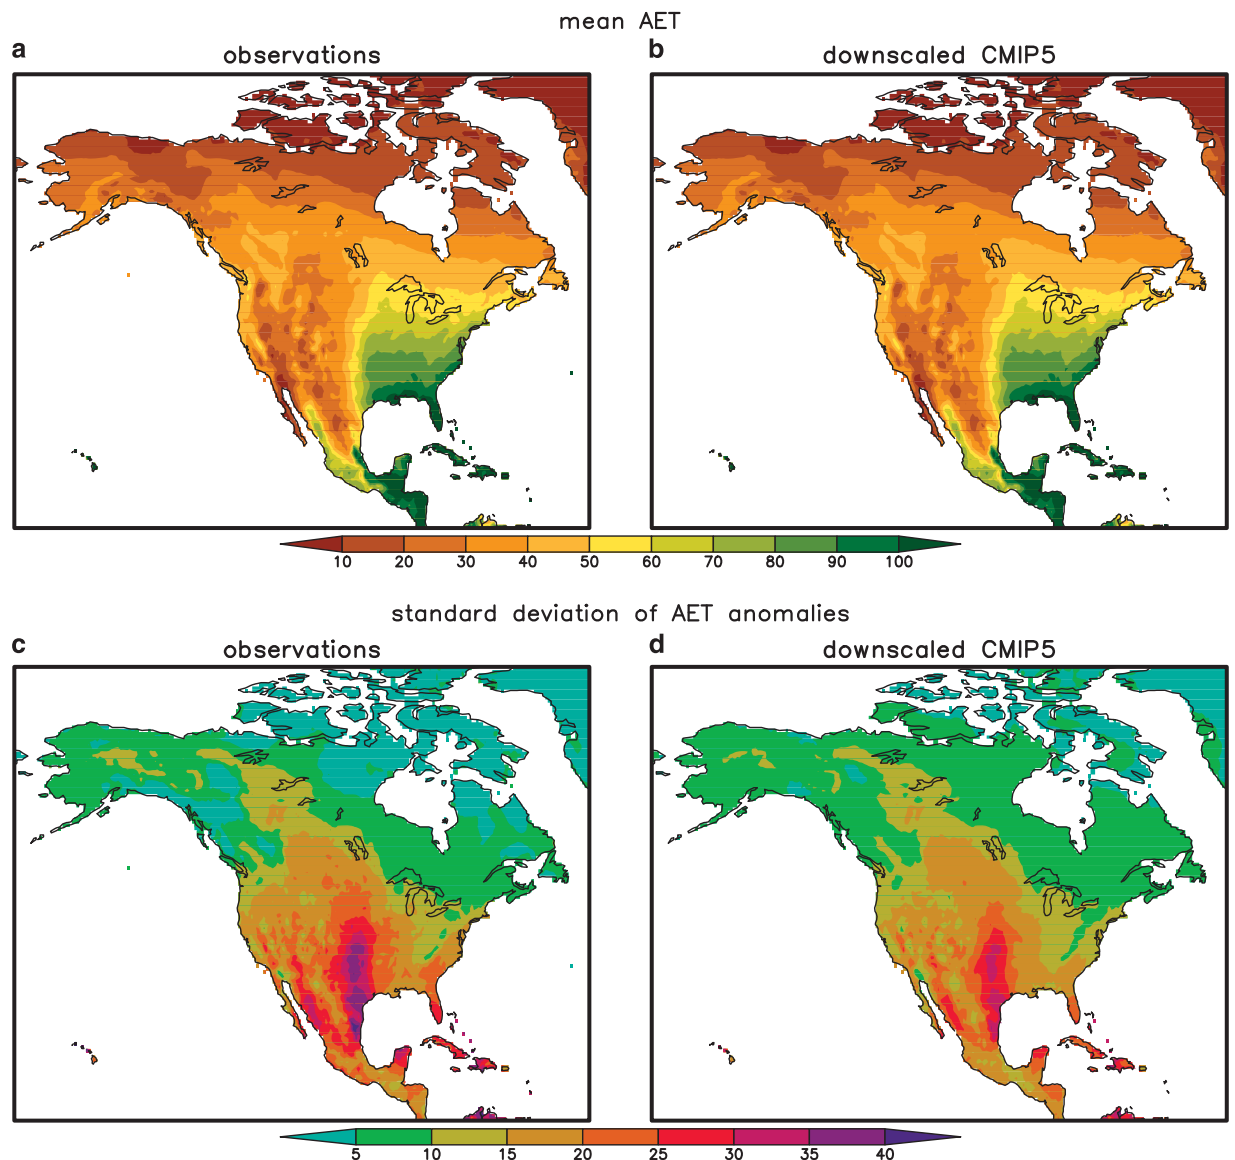 mean AET
a
b
observations
downscaled CMIP5
10 20 30 40 50 60 70 80 90 100
standard deviation of AET anomalies
c
d
observations
downscaled CMIP5
5 10 15 20 25 30 35 40